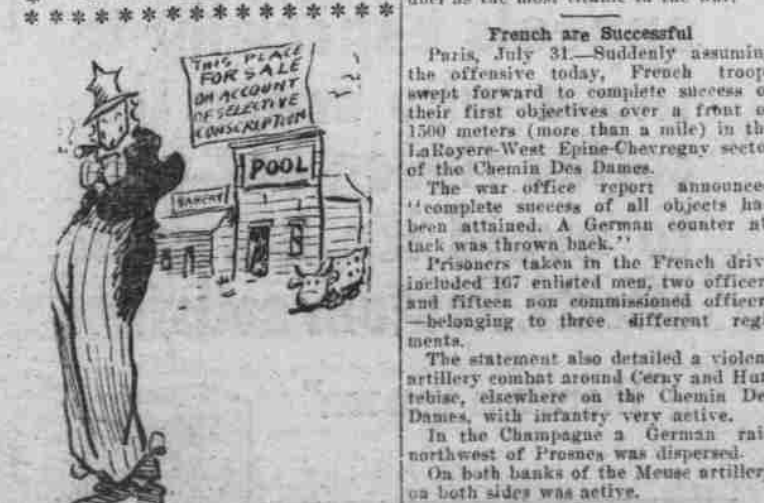 * * * * * * * * * * * * * * * * * *
THIS PLACE
FOR SALE
ON ACCOUNT
OF SELECTIVE
CONSCRIPTION
POOL
BAKERY
French are Successful
Paris, July 31.—Suddenly assumin
the offensive today, French troop
swept forward to complete success o
their first objectives over a front o
1500 meters (more than a mile) in th
LaRoyere-West Epine-Chevregny secto
of the Chemin Des Dames.
The war office report announce
"complete success of all objects ha
been attained. A German counter at
tack was thrown back."
Prisoners taken in the French driv
included 167 enlisted men, two officer
and fifteen non commissioned officer
—belonging to three different regi
ments.
The statement also detailed a violen
artillery combat around Cerny and Hur
tebise, elsewhere on the Chemin De
Dames, with infantry very active.
In the Champagne a German rai
northwest of Prosnes was dispersed.
On both banks of the Meuse artiller
on both sides was active.